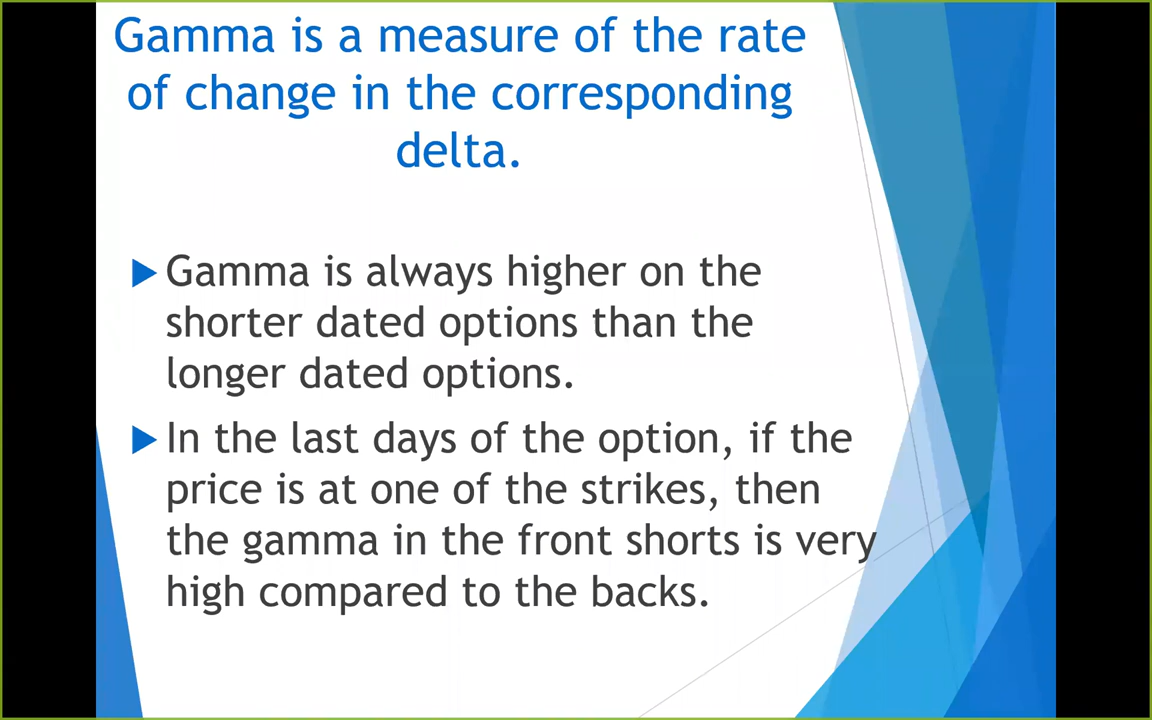 Gamma is a measure of the rate
of change in the corresponding
delta.
Gamma is always higher on the
shorter dated options than the
longer dated options.
In the last days of the option, if the
price is at one of the strikes, then
the gamma in the front shorts is very
high compared to the backs.